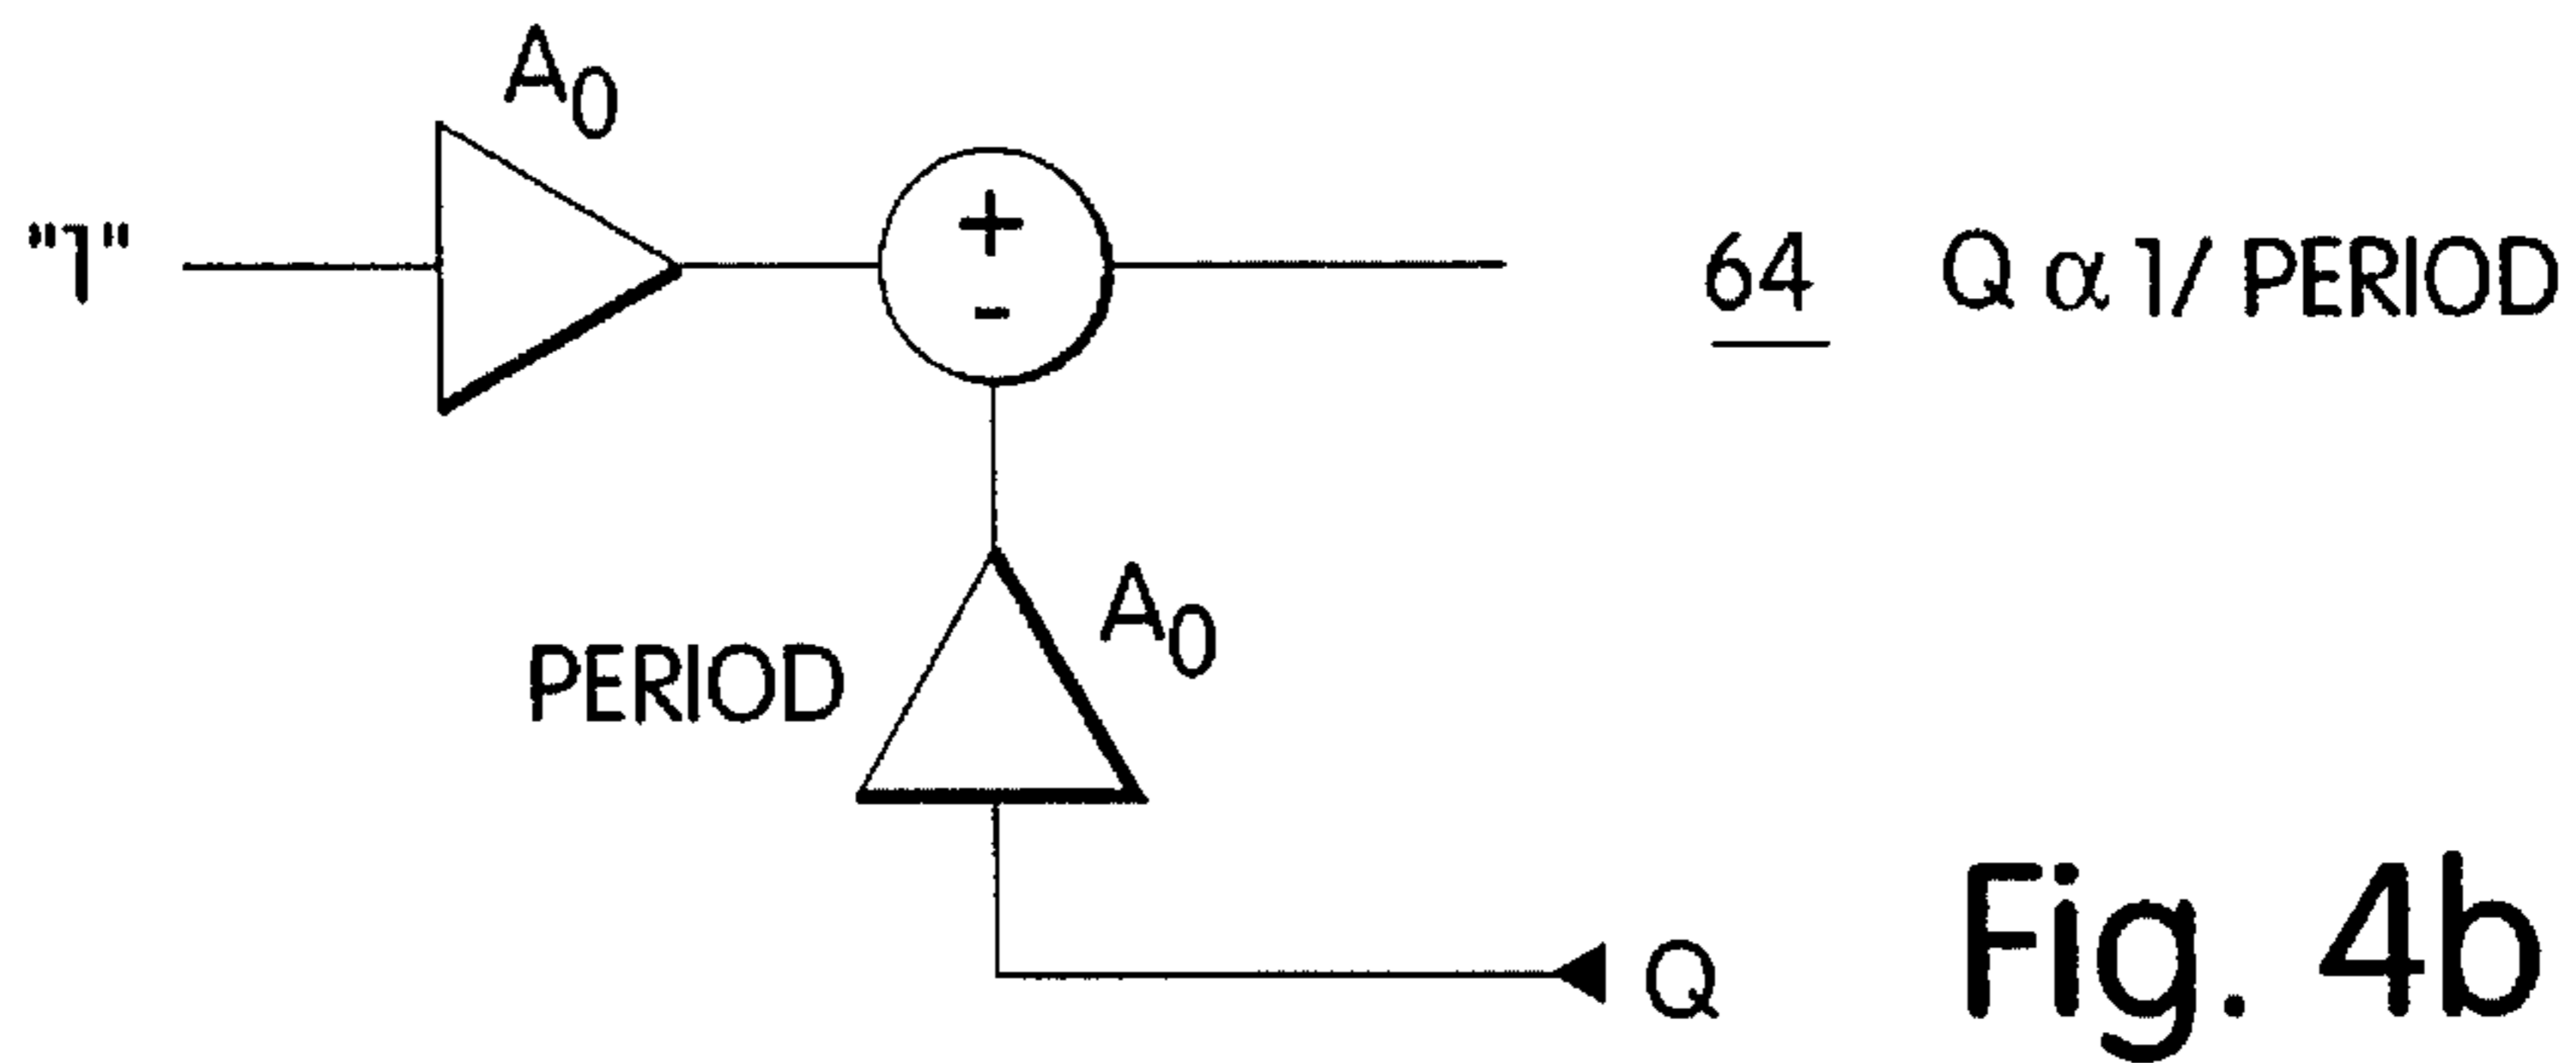 A0
"1"
+
-
64 Q α 1/ PERIOD
A0
PERIOD
Q
Fig. 4b